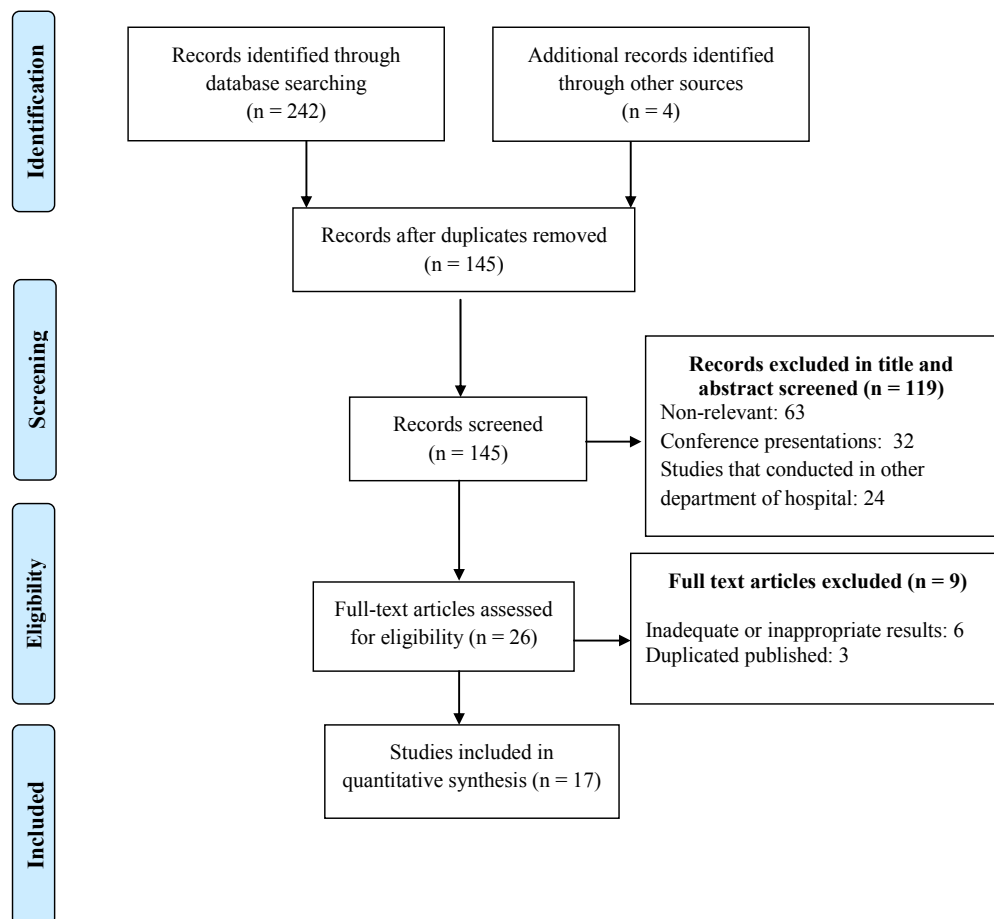 Identification
Records identified through
database searching
(n = 242)
Additional records identified
through other sources
(n = 4)
Records after duplicates removed
(n = 145)
Screening
Records screened
(n = 145)
Records excluded in title and
abstract screened (n = 119)
Non-relevant: 63
Conference presentations: 32
Studies that conducted in other
department of hospital: 24
Eligibility
Full-text articles assessed
for eligibility (n = 26)
Full text articles excluded (n = 9)
Inadequate or inappropriate results: 6
Duplicated published: 3
Included
Studies included in
quantitative synthesis (n = 17)